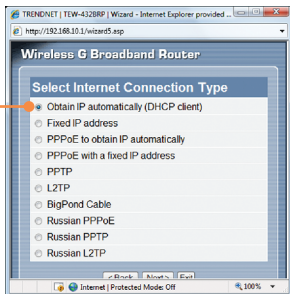 TRENDNET | TEW-432BRP | Wizard - Internet Explorer provided ...
http://192.168.10.1/wizard5.asp
Wireless G Broadband Router
Select Internet Connection Type
Obtain IP automatically (DHCP client)
Fixed IP address
PPPoE to obtain IP automatically
PPPoE with a fixed IP address
PPTP
L2TP
BigPond Cable
Russian PPPoE
Russian PPTP
Russian L2TP
< Back Next > Exit
Internet | Protected Mode: Off 100%